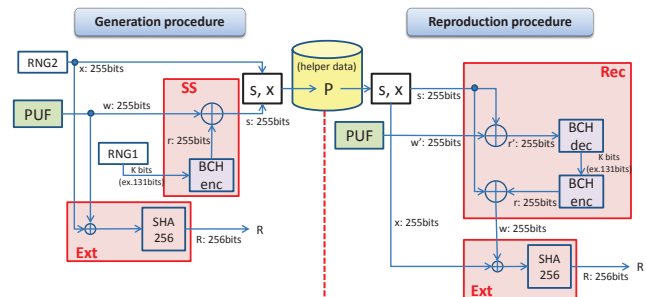 Generation procedure
Reproduction procedure
RNG2
x: 255bits
(helper data)
P
s, x
s, x
SS
Rec
PUF
w: 255bits
s: 255bits
s: 255bits
r: 255bits
RNG1
K bits
(ex.131bits)
BCH
enc
PUF
w': 255bits
r': 255bits
BCH
dec
K bits
(ex.131bits)
BCH
enc
r: 255bits
x: 255bits
w: 255bits
SHA
256
R: 256bits
R
Ext
SHA
256
R: 256bits
R
Ext